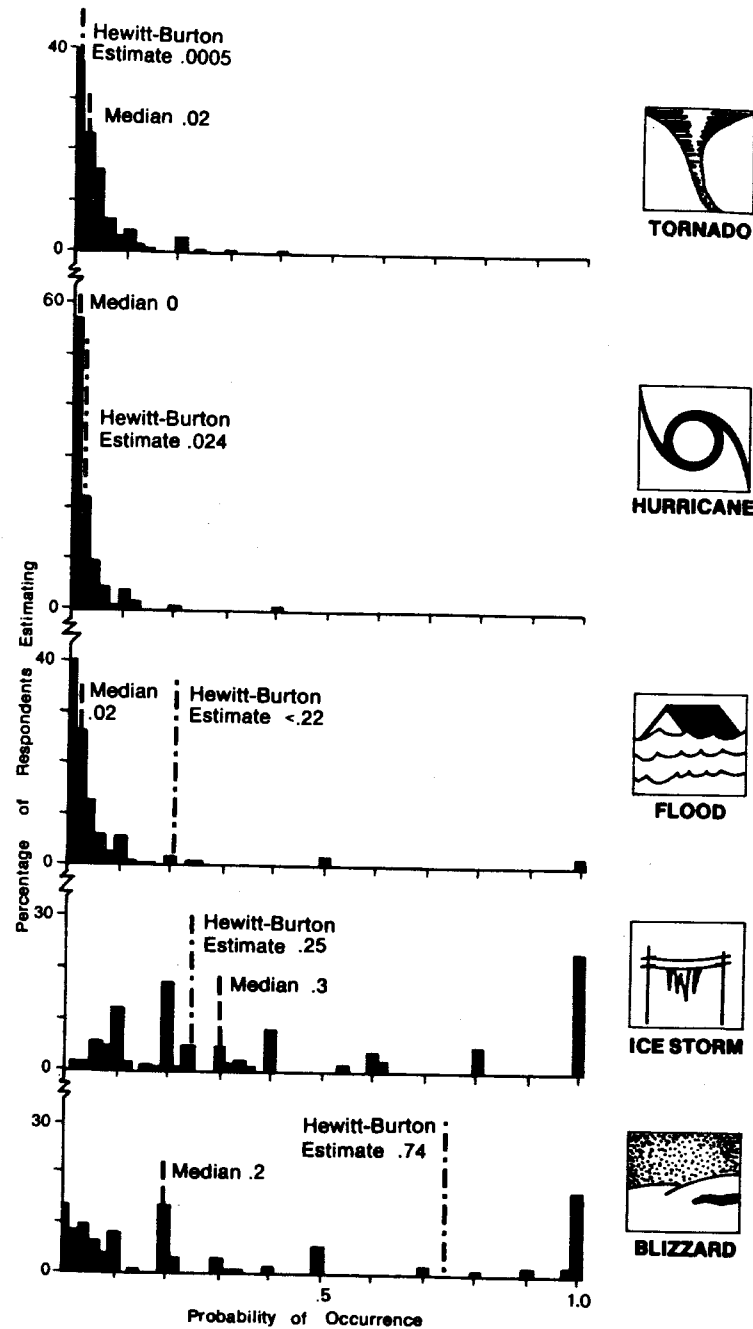 40
Hewitt-Burton
Estimate .0005
Median .02
0
TORNADO
60
Median 0
Hewitt-Burton
Estimate .024
0
HURRICANE
Percentage of Respondents Estimating
40
Median
.02
Hewitt-Burton
Estimate <.22
0
FLOOD
30
Hewitt-Burton
Estimate .25
Median .3
0
ICE STORM
30
Hewitt-Burton
Estimate .74
Median .2
0
BLIZZARD
.5
1.0
Probability of Occurrence